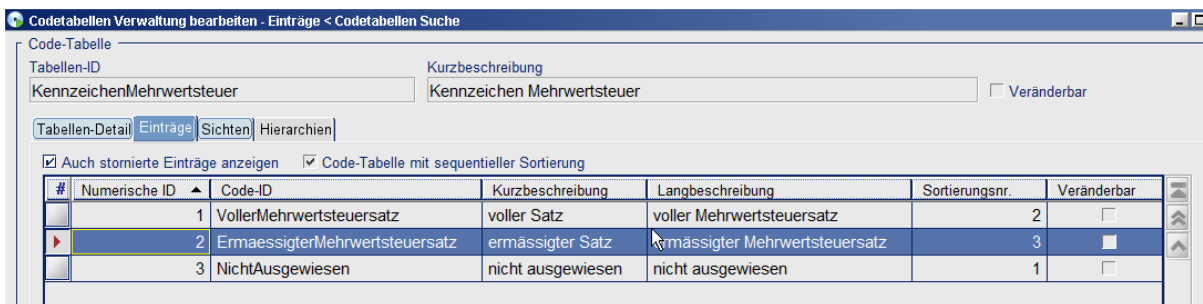 Codetabellen Verwaltung bearbeiten - Einträge < Codetabellen Suche
Code-Tabelle
Tabellen-ID Kurzbeschreibung
KennzeichenMehrwertsteuer Kennzeichen Mehrwertsteuer Veränderbar
Tabellen-Detail Einträge Sichten Hierarchien
Auch stornierte Einträge anzeigen Code-Tabelle mit sequentieller Sortierung
# Numerische ID Code-ID Kurzbeschreibung Langbeschreibung Sortierungsnr. Veränderbar
1 VollerMehrwertsteuersatz voller Satz voller Mehrwertsteuersatz 2
2 ErmaessigterMehrwertsteuersatz ermässigter Satz ermässigter Mehrwertsteuersatz 3
3 NichtAusgewiesen nicht ausgewiesen nicht ausgewiesen 1